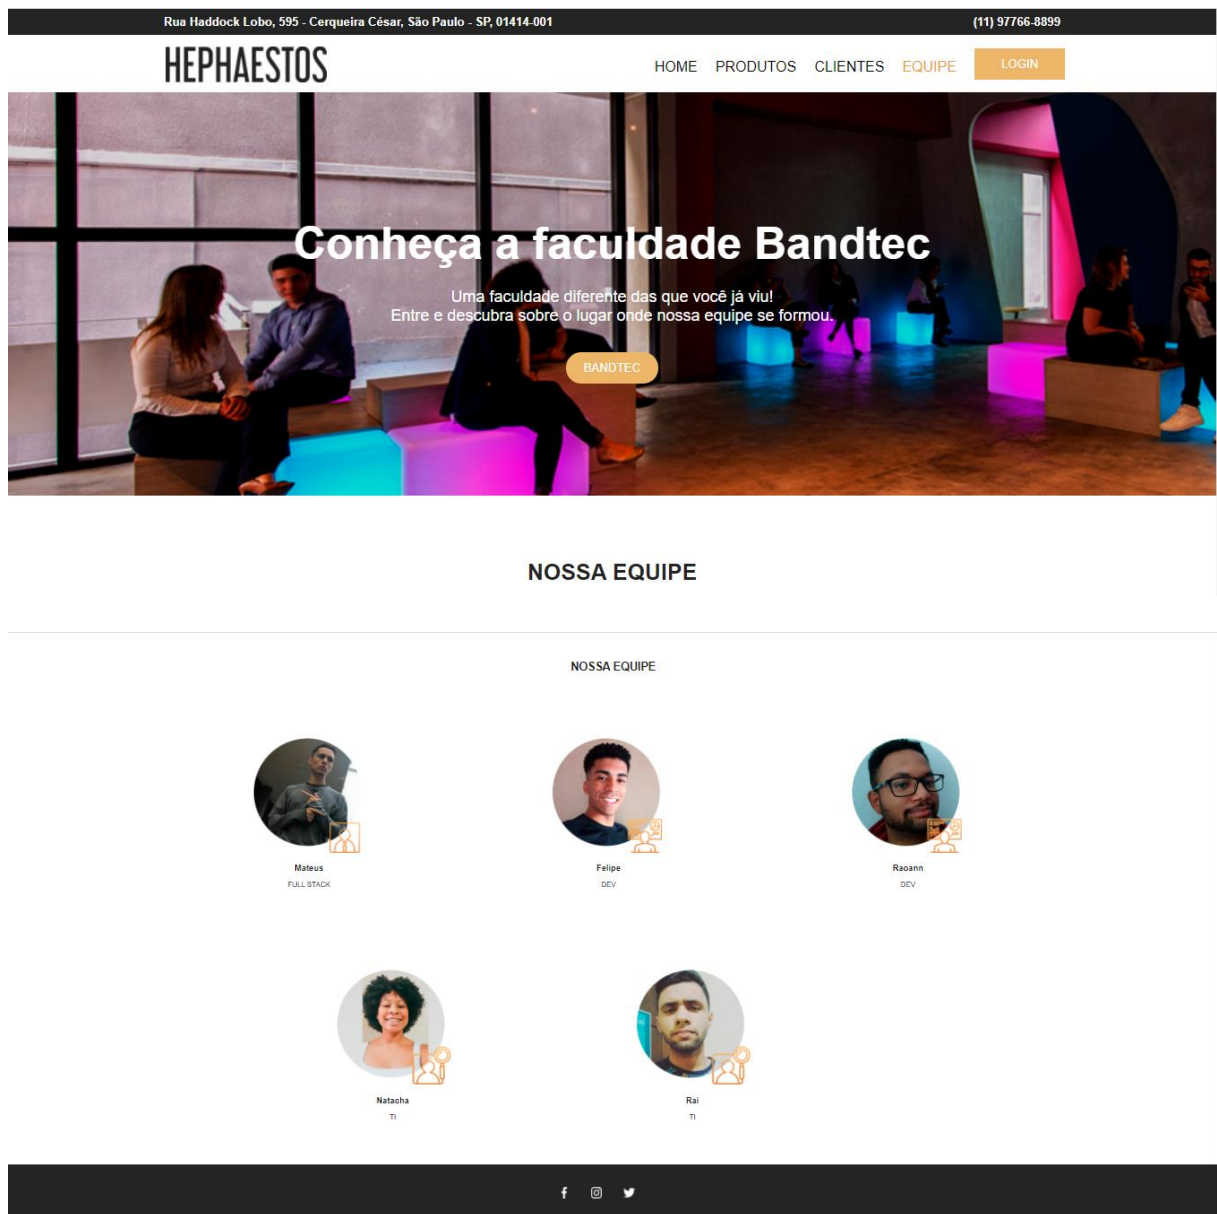 Rua Haddock Lobo, 595 - Cerqueira César, São Paulo - SP, 01414-001
(11) 97766-8899
HEPHAESTOS
HOME
PRODUTOS
CLIENTES
EQUIPE
LOGIN
Conheça a faculdade Bandtec
Uma faculdade diferente das que você já viu!
Entre e descubra sobre o lugar onde nossa equipe se formou.
BANDTEC
NOSSA EQUIPE
NOSSA EQUIPE
Mateus
FULL STACK
Felipe
DEV
Raoann
DEV
Natacha
TI
Rai
TI